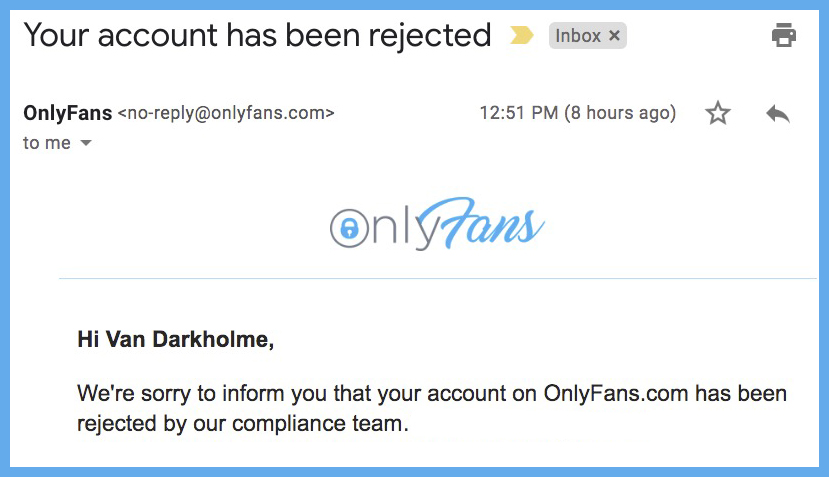 Your account has been rejected Inbox ×
OnlyFans <no-reply@onlyfans.com> 12:51 PM (8 hours ago)
to me
OnlyFans
Hi Van Darkholme,
We're sorry to inform you that your account on OnlyFans.com has been
rejected by our compliance team.